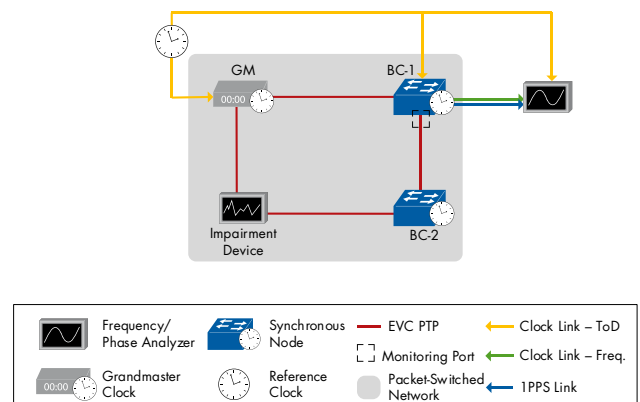 GM
BC-1
00:00
Impairment
Device
BC-2
Frequency/
Phase Analyzer
Synchronous
Node
EVC PTP
Clock Link – ToD
Monitoring Port
Clock Link – Freq.
00:00
Grandmaster
Clock
Reference
Clock
Packet-Switched
Network
1PPS Link